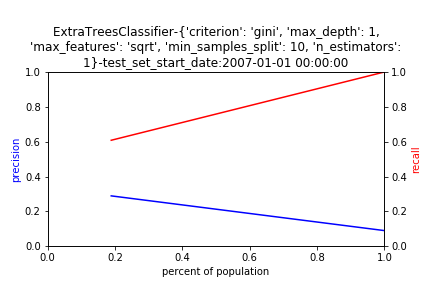 ExtraTreesClassifier-{'criterion': 'gini', 'max_depth': 1,
'max_features': 'sqrt', 'min_samples_split': 10, 'n_estimators':
1}-test_set_start_date:2007-01-01 00:00:00
1.0
0.8
0.6
0.4
0.2
0.0
precision
1.0
0.8
0.6
0.4
0.2
0.0
recall
0.0 0.2 0.4 0.6 0.8 1.0
percent of population